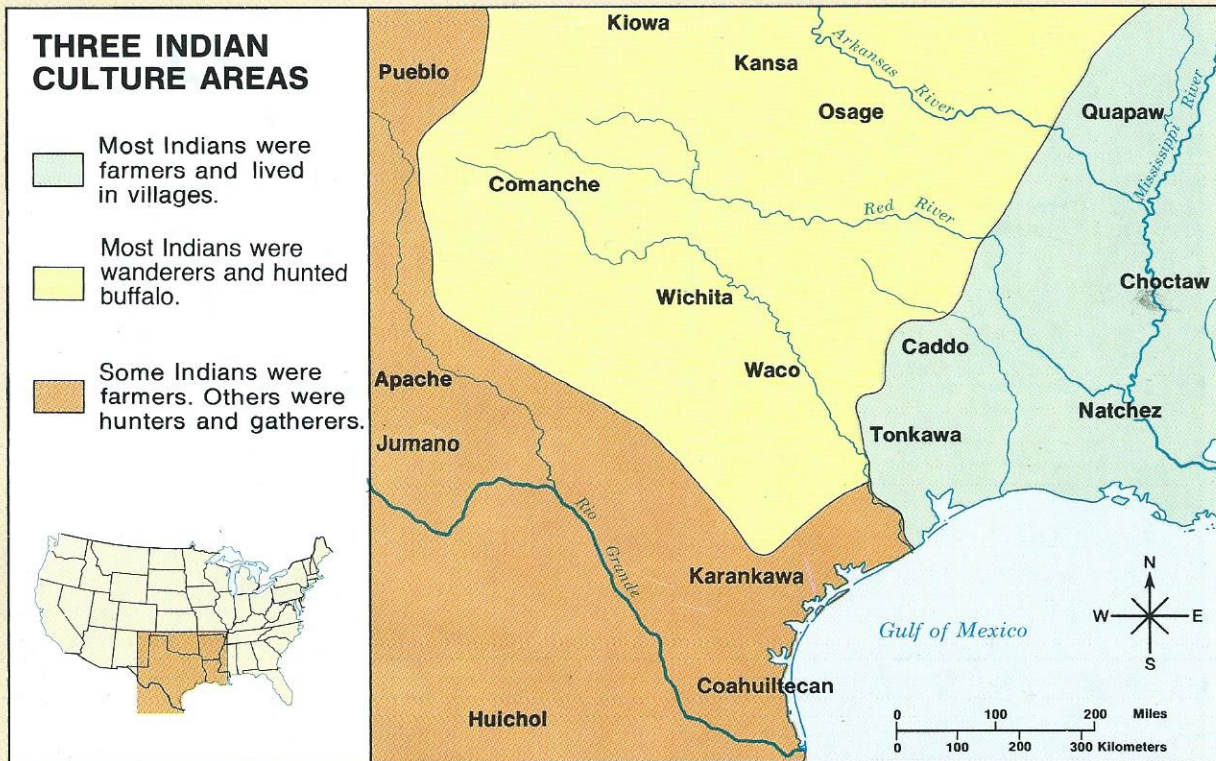 THREE INDIAN
CULTURE AREAS
Most Indians were
farmers and lived
in villages.
Most Indians were
wanderers and hunted
buffalo.
Some Indians were
farmers. Others were
hunters and gatherers.
Kiowa
Pueblo
Kansa
Arkansas River
Osage
Quapaw
Mississippi River
Comanche
Red River
Choctaw
Wichita
Caddo
Waco
Apache
Natchez
Tonkawa
Jumano
Rio Grande
Karankawa
Gulf of Mexico
Coahuiltecan
Huichol
N
W E
S
0 100 200 Miles
0 100 200 300 Kilometers